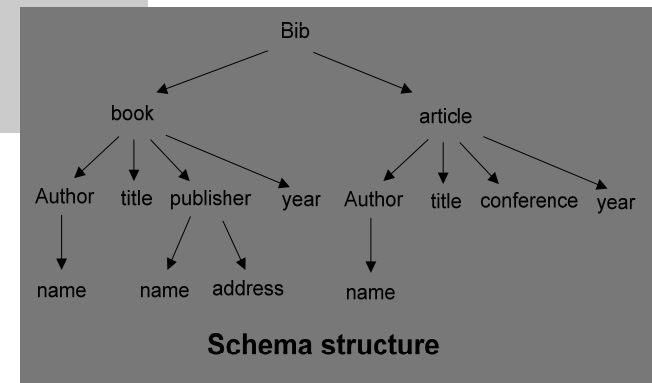 Bib
book article
Author title publisher year Author title conference year
name name address name
Schema structure